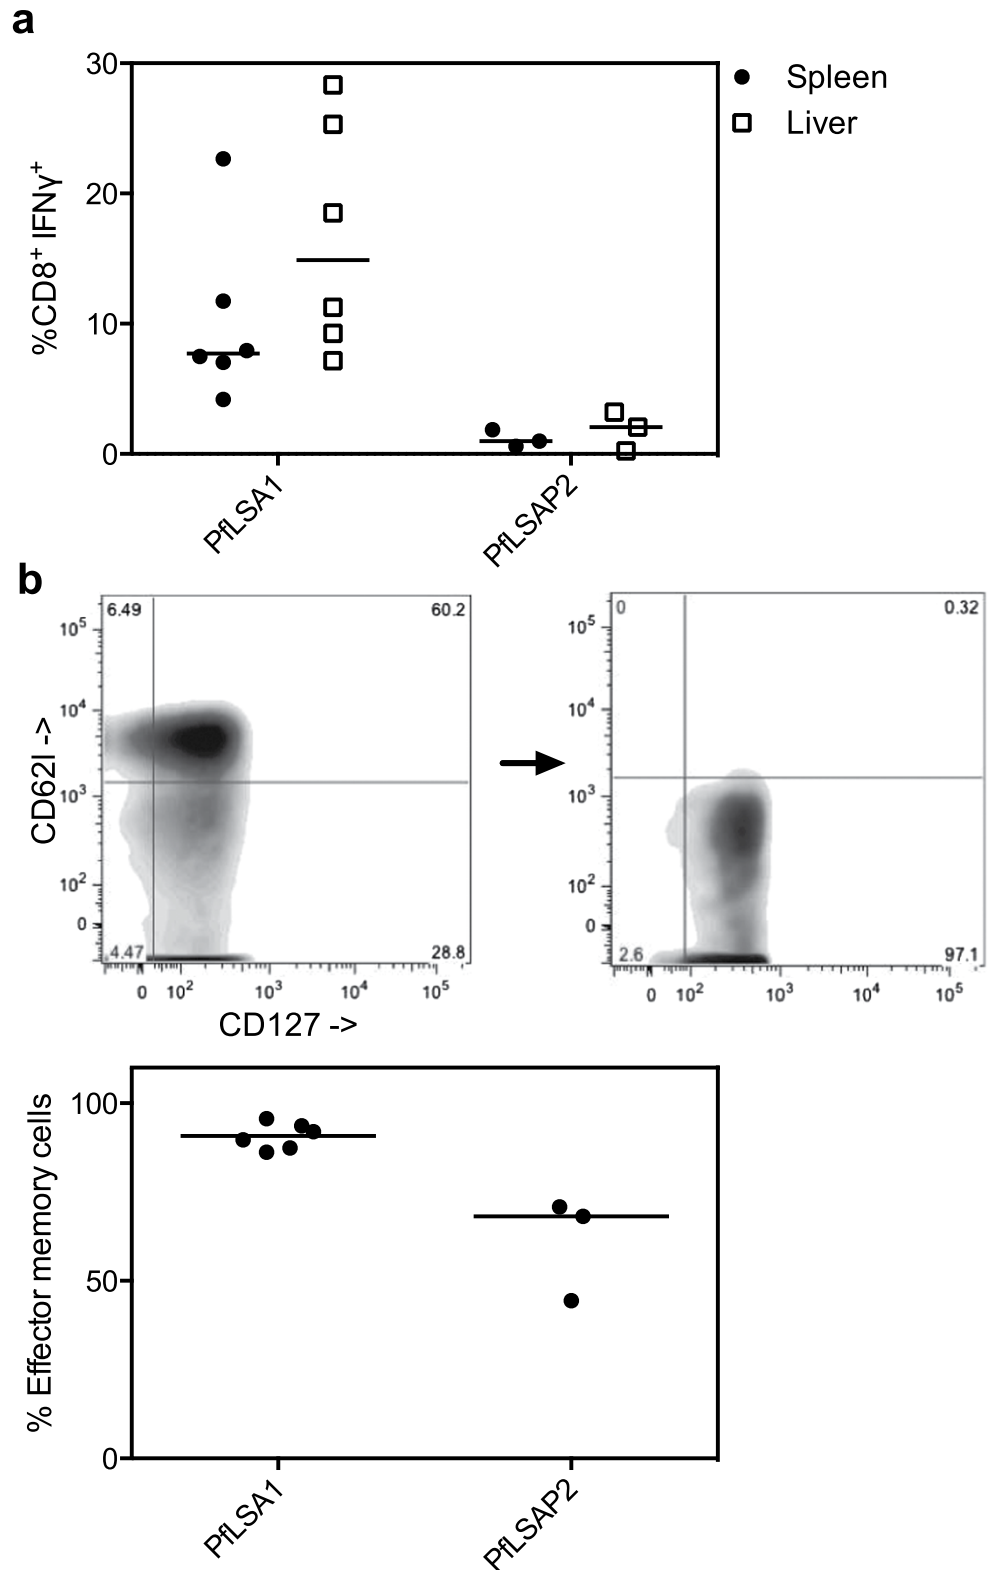 a
30
20
10
0
%CD8+ IFNγ+
Spleen
Liver
PfLSA1
PfLSAP2
b
6.49
60.2
10^5
10^4
10^3
10^2
0
4.47
28.8
0 10^2 10^3 10^4 10^5
CD62l ->
CD127 ->
0
0.32
10^5
10^4
10^3
10^2
0
2.6
97.1
0 10^2 10^3 10^4 10^5
100
50
0
% Effector memory cells
PfLSA1
PfLSAP2